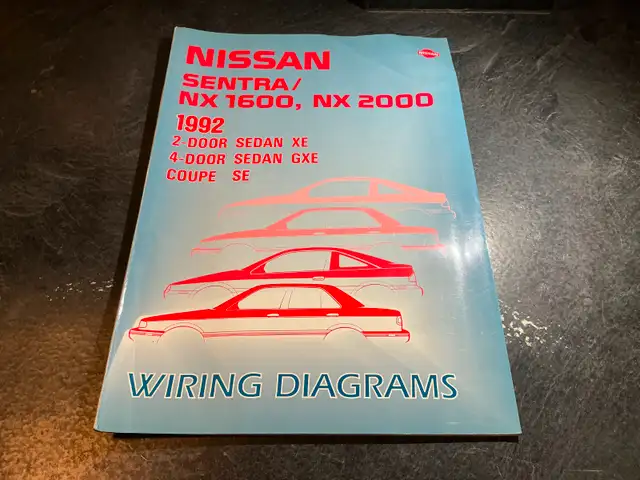 NISSAN
NISSAN
SENTRA/
NX 1600, NX 2000
1992
2-DOOR SEDAN XE
4-DOOR SEDAN GXE
COUPE SE
WIRING DIAGRAMS